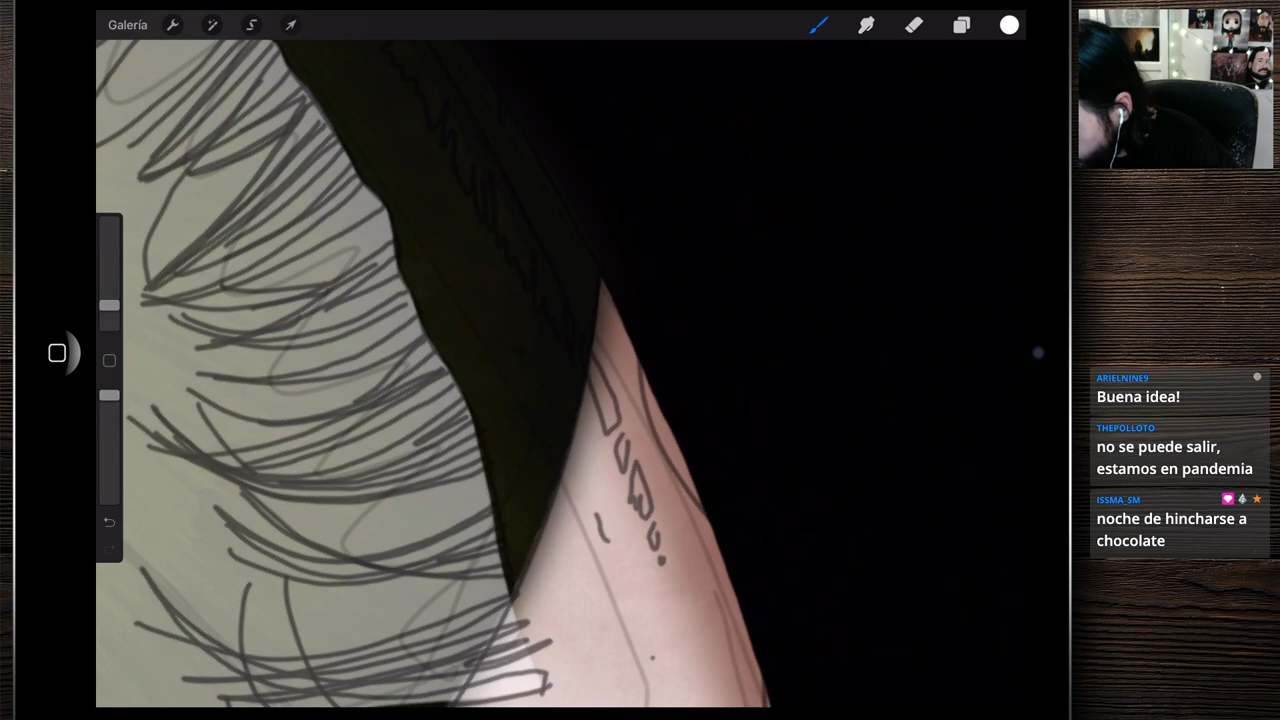 Galería
ARIELNINE9
Buena idea!
THEPOLLOTO
no se puede salir,
estamos en pandemia
ISSMA_SM
noche de hincharse a
chocolate